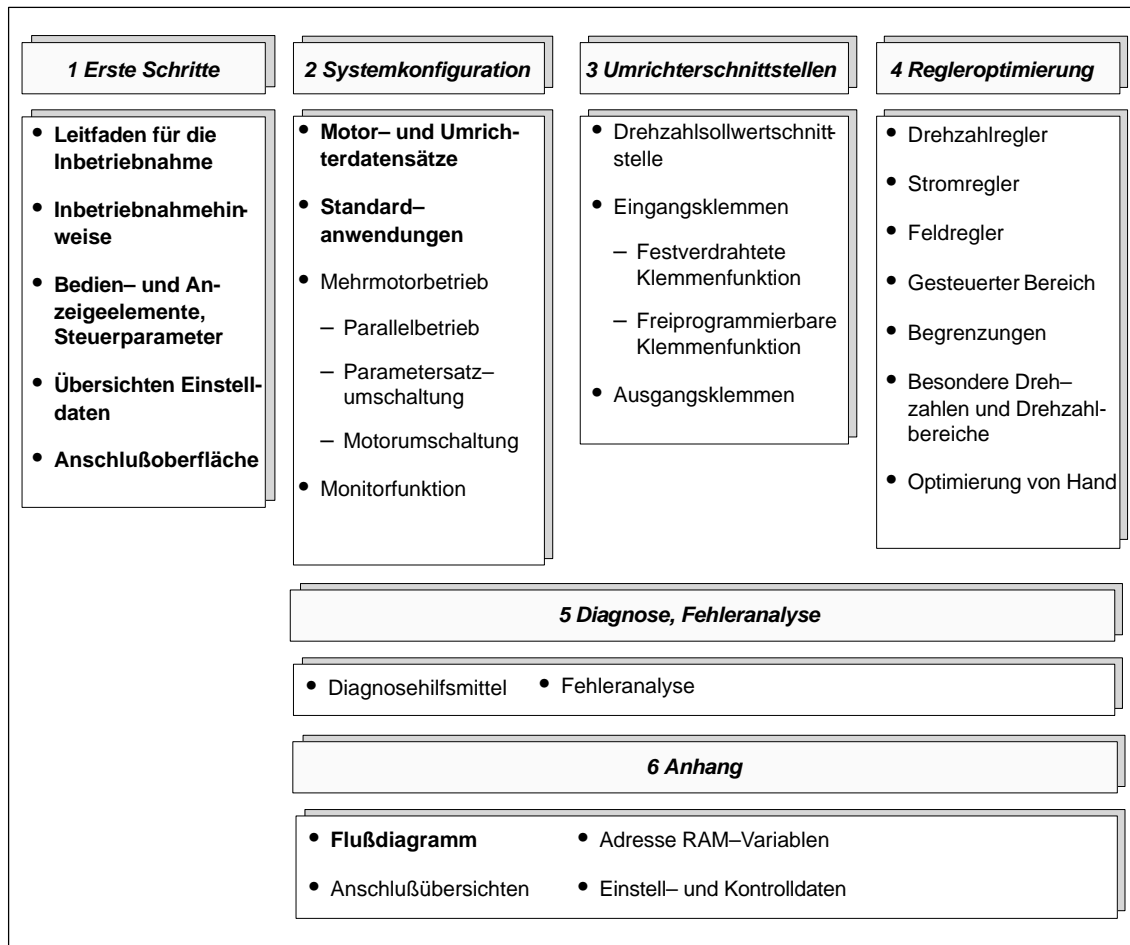 1 Erste Schritte
• Leitfaden für die
Inbetriebnahme
• Inbetriebnahmehin-
weise
• Bedien– und An-
zeigeelemente,
Steuerparameter
• Übersichten Einstell-
daten
• Anschlußoberfläche
2 Systemkonfiguration
• Motor– und Umrich-
terdatensätze
• Standard–
anwendungen
• Mehrmotorbetrieb
– Parallelbetrieb
– Parametersatz–
umschaltung
– Motorumschaltung
• Monitorfunktion
3 Umrichterschnittstellen
• Drehzahlsollwertschnitt-
stelle
• Eingangsklemmen
– Festverdrahtete
Klemmenfunktion
– Freiprogrammierbare
Klemmenfunktion
• Ausgangsklemmen
4 Regleroptimierung
• Drehzahlregler
• Stromregler
• Feldregler
• Gesteuerter Bereich
• Begrenzungen
• Besondere Dreh–
zahlen und Drehzahl-
bereiche
• Optimierung von Hand
5 Diagnose, Fehleranalyse
• Diagnosehilfsmittel • Fehleranalyse
6 Anhang
• Flußdiagramm • Adresse RAM–Variablen
• Anschlußübersichten • Einstell– und Kontrolldaten